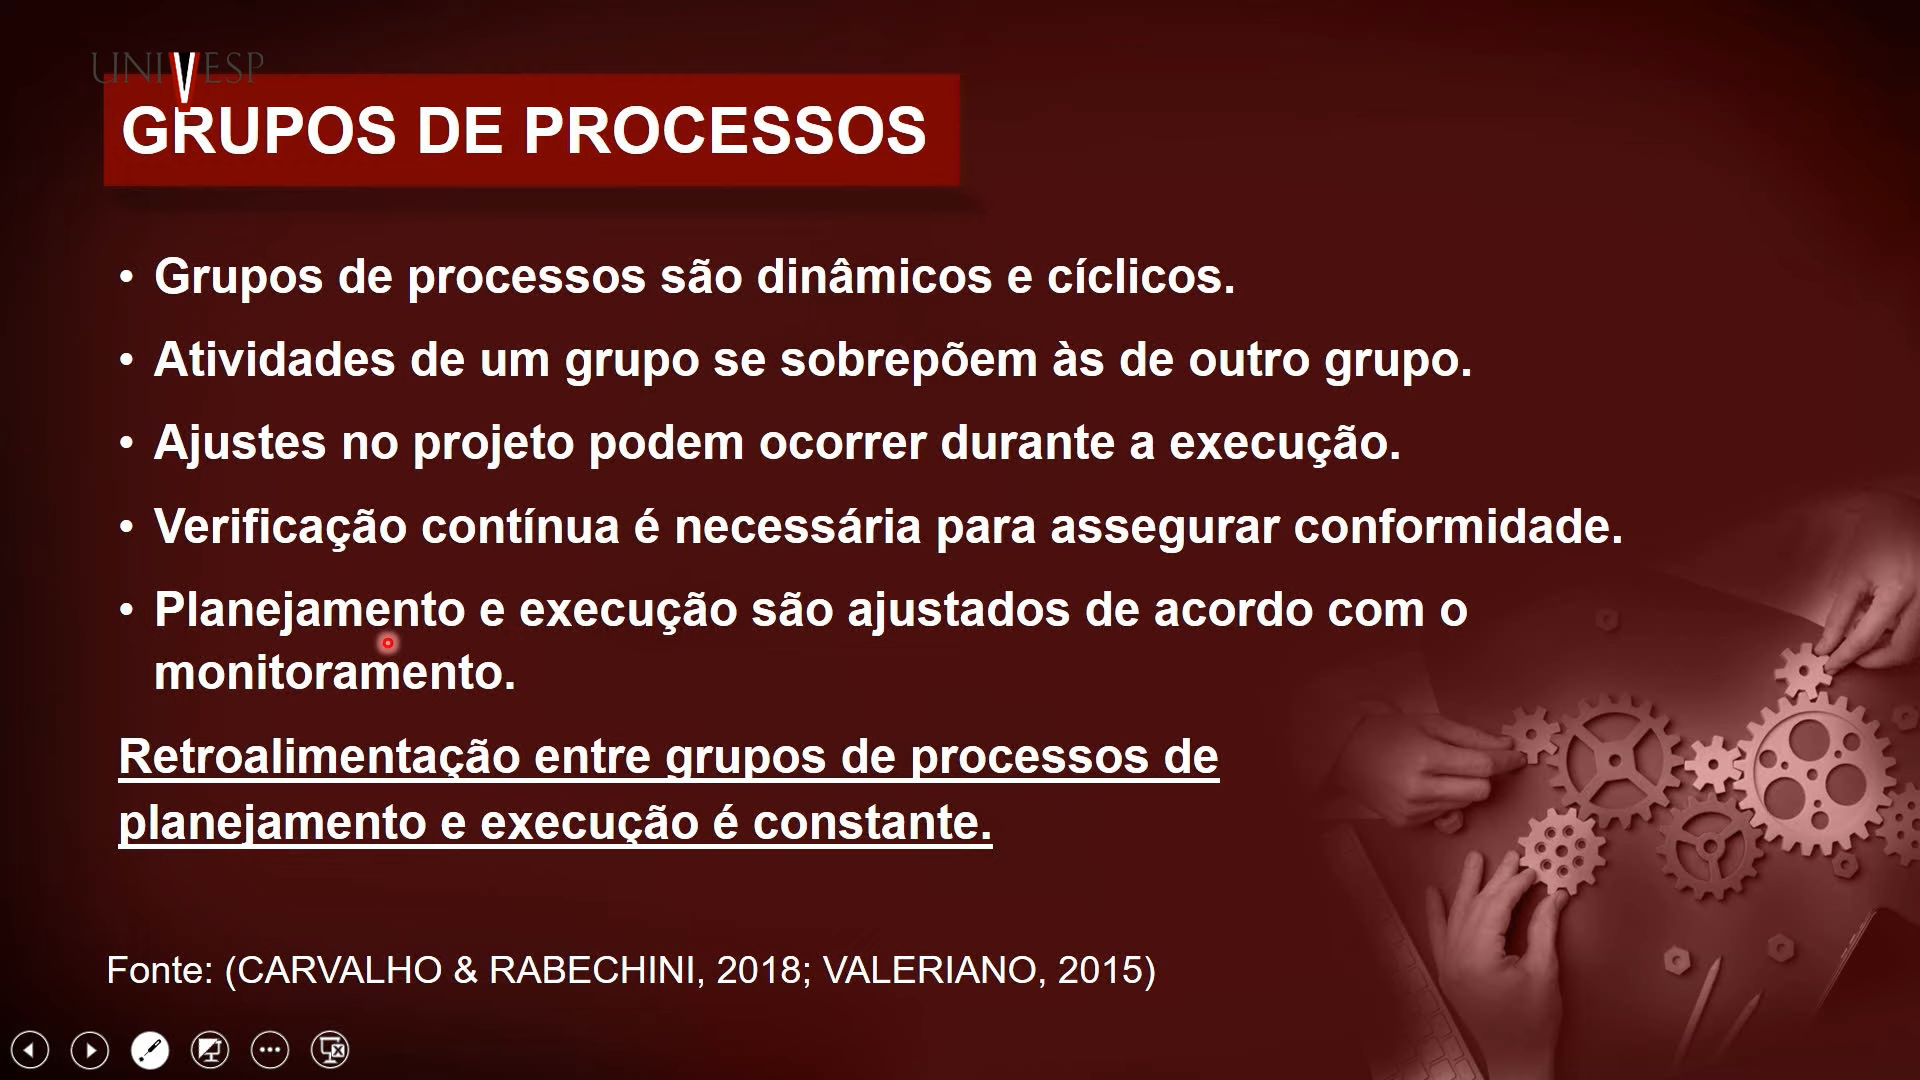 UNIVESP
GRUPOS DE PROCESSOS
• Grupos de processos são dinâmicos e cíclicos.
• Atividades de um grupo se sobrepõem às de outro grupo.
• Ajustes no projeto podem ocorrer durante a execução.
• Verificação contínua é necessária para assegurar conformidade.
• Planejamento e execução são ajustados de acordo com o
monitoramento.
Retroalimentação entre grupos de processos de
planejamento e execução é constante.
Fonte: (CARVALHO & RABECHINI, 2018; VALERIANO, 2015)